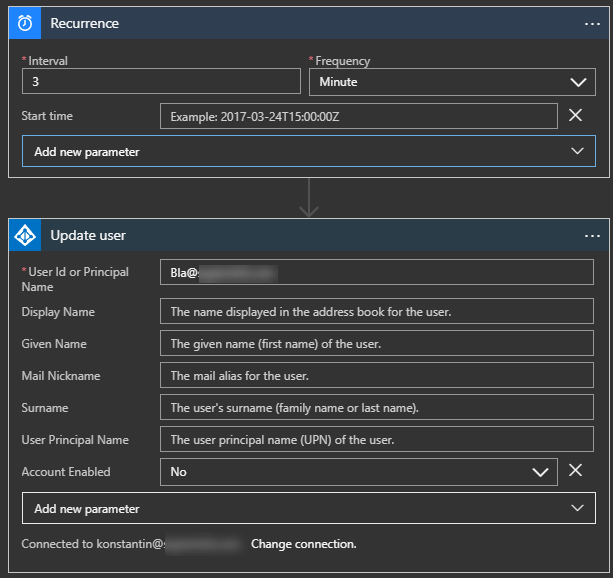 Recurrence
* Interval
* Frequency
3
Minute
Start time
Example: 2017-03-24T15:00:00Z
Add new parameter
Update user
* User Id or Principal
Name
Bla@
Display Name
The name displayed in the address book for the user.
Given Name
The given name (first name) of the user.
Mail Nickname
The mail alias for the user.
Surname
The user's surname (family name or last name).
User Principal Name
The user principal name (UPN) of the user.
Account Enabled
No
Add new parameter
Connected to konstantin@ Change connection.